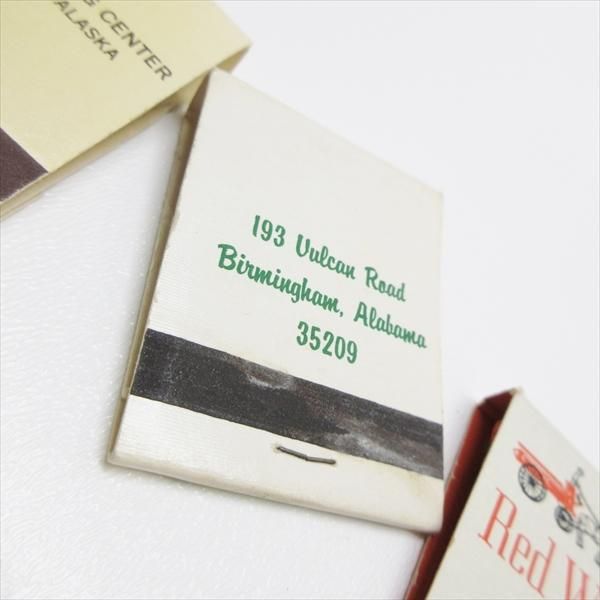 CENTER
ALASKA
193 Vulcan Road
Birmingham, Alabama
35209
Red